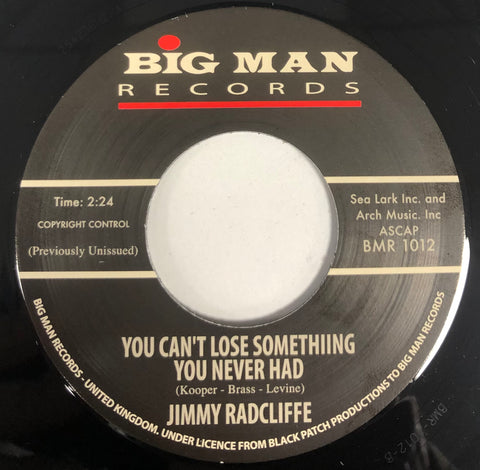 BiG MAN
RECORDS
Time: 2:24
COPYRIGHT CONTROL
(Previously Unissued)
Sea Lark Inc. and
Arch Music. Inc
ASCAP
BMR 1012
YOU CAN'T LOSE SOMETHIING
YOU NEVER HAD
(Kooper - Brass - Levine)
JIMMY RADCLIFFE
BIG MAN RECORDS - UNITED KINGDOM. UNDER LICENCE FROM BLACK PATCH PRODUCTIONS TO BIG MAN RECORDS
BMR-1012-B